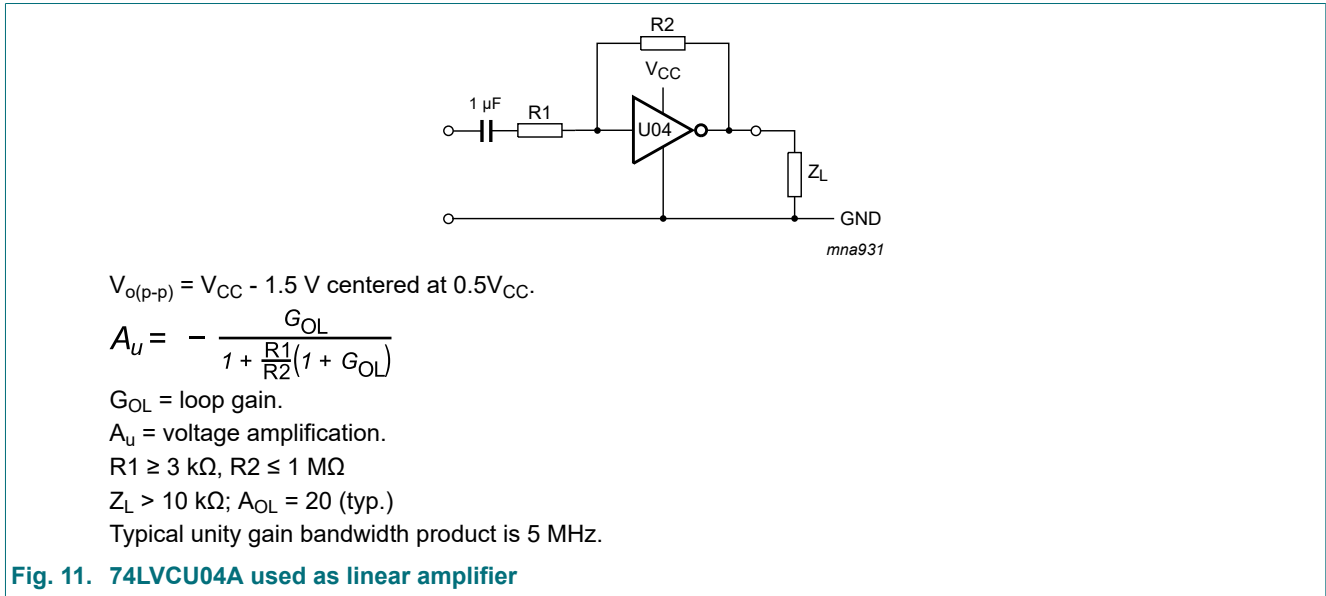 R2
VCC
1 µF
R1
U04
ZL
GND
mna931
Vo(p-p) = VCC - 1.5 V centered at 0.5VCC.
Au = - GOL / 1 + R1/R2 (1 + GOL)
GOL = loop gain.
Au = voltage amplification.
R1 ≥ 3 kΩ, R2 ≤ 1 MΩ
ZL > 10 kΩ; AOL = 20 (typ.)
Typical unity gain bandwidth product is 5 MHz.
Fig. 11. 74LVCU04A used as linear amplifier